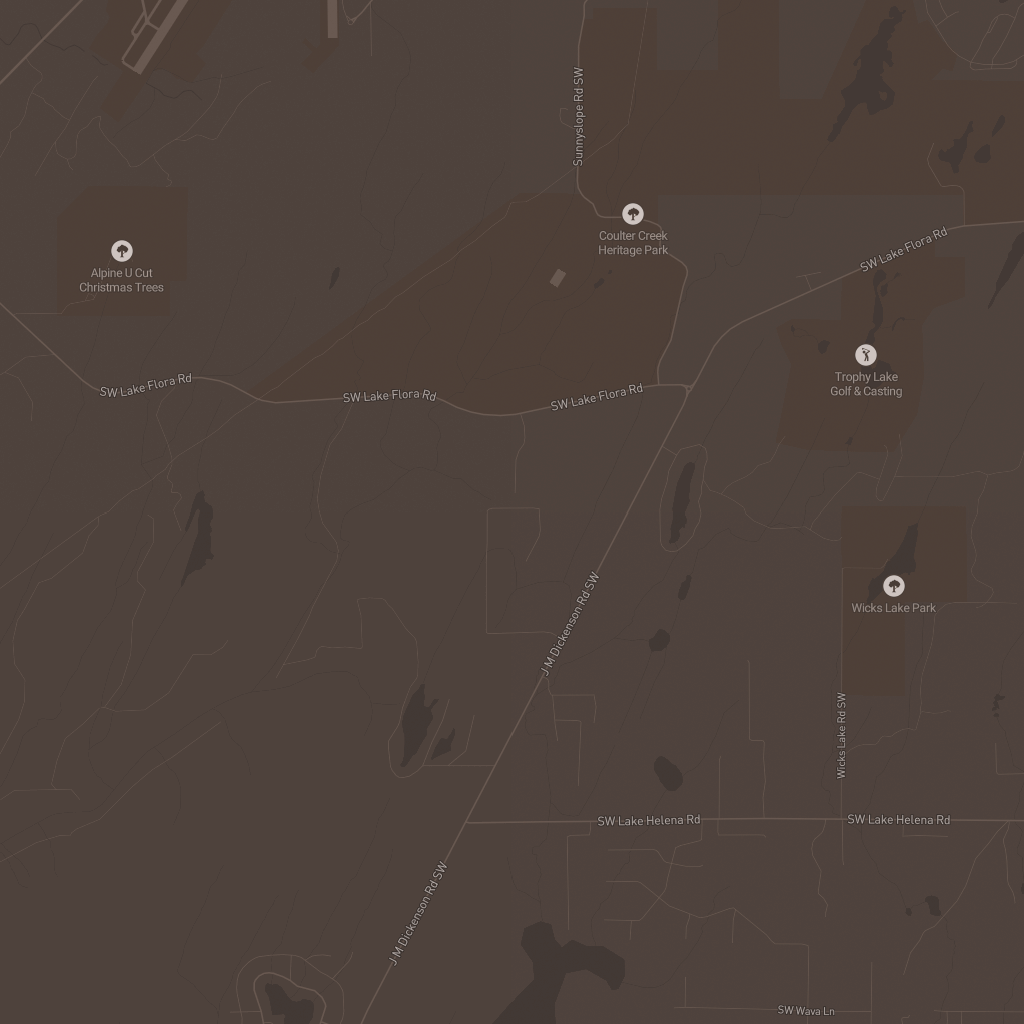 Sunnyslope Rd SW
Coulter Creek
Heritage Park
SW Lake Flora Rd
Alpine U Cut
Christmas Trees
Trophy Lake
Golf & Casting
SW Lake Flora Rd
SW Lake Flora Rd
SW Lake Flora Rd
J M Dickenson Rd SW
Wicks Lake Park
Wicks Lake Rd SW
SW Lake Helena Rd
SW Lake Helena Rd
J M Dickenson Rd SW
SW Wava Ln